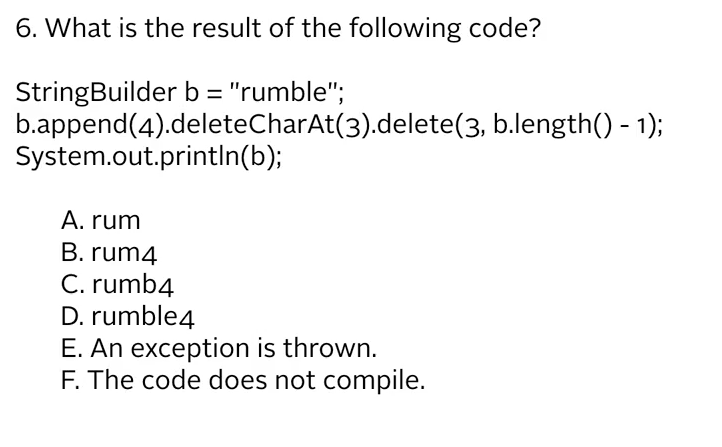 6. What is the result of the following code?
StringBuilder b = "rumble";
b.append(4).deleteCharAt(3).delete(3, b.length() - 1);
System.out.println(b);
A. rum
B. rum4
C. rumb4
D. rumble4
E. An exception is thrown.
F. The code does not compile.